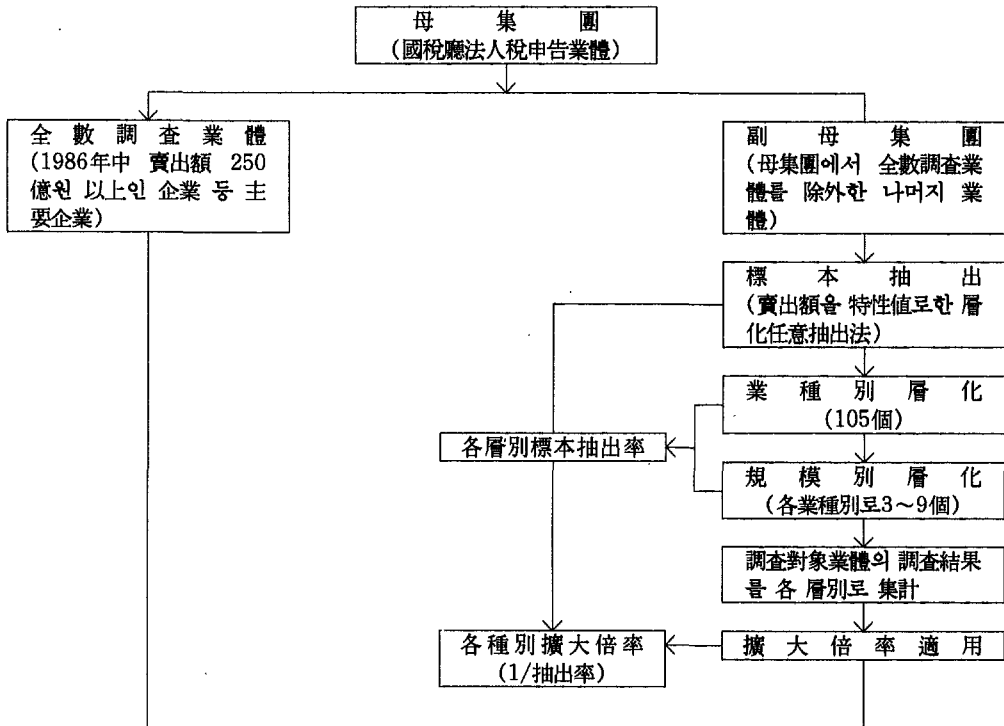 母集團
(國稅廳法人稅申告業體)
全數調査業體
(1986年中 賣出額 250
億원 以上인 企業 등 主
要企業)
副母集團
(母集團에서 全數調査業
體를 除外한 나머지 業
體)
標本抽出
(賣出額을 特性値로한 層
化任意抽出法)
業種別層化
(105個)
各層別標本抽出率
規模別層化
(各業種別로3~9個)
調査對象業體의 調査結果
를 各 層別로 集計
各種別擴大倍率
(1/抽出率)
擴大倍率適用